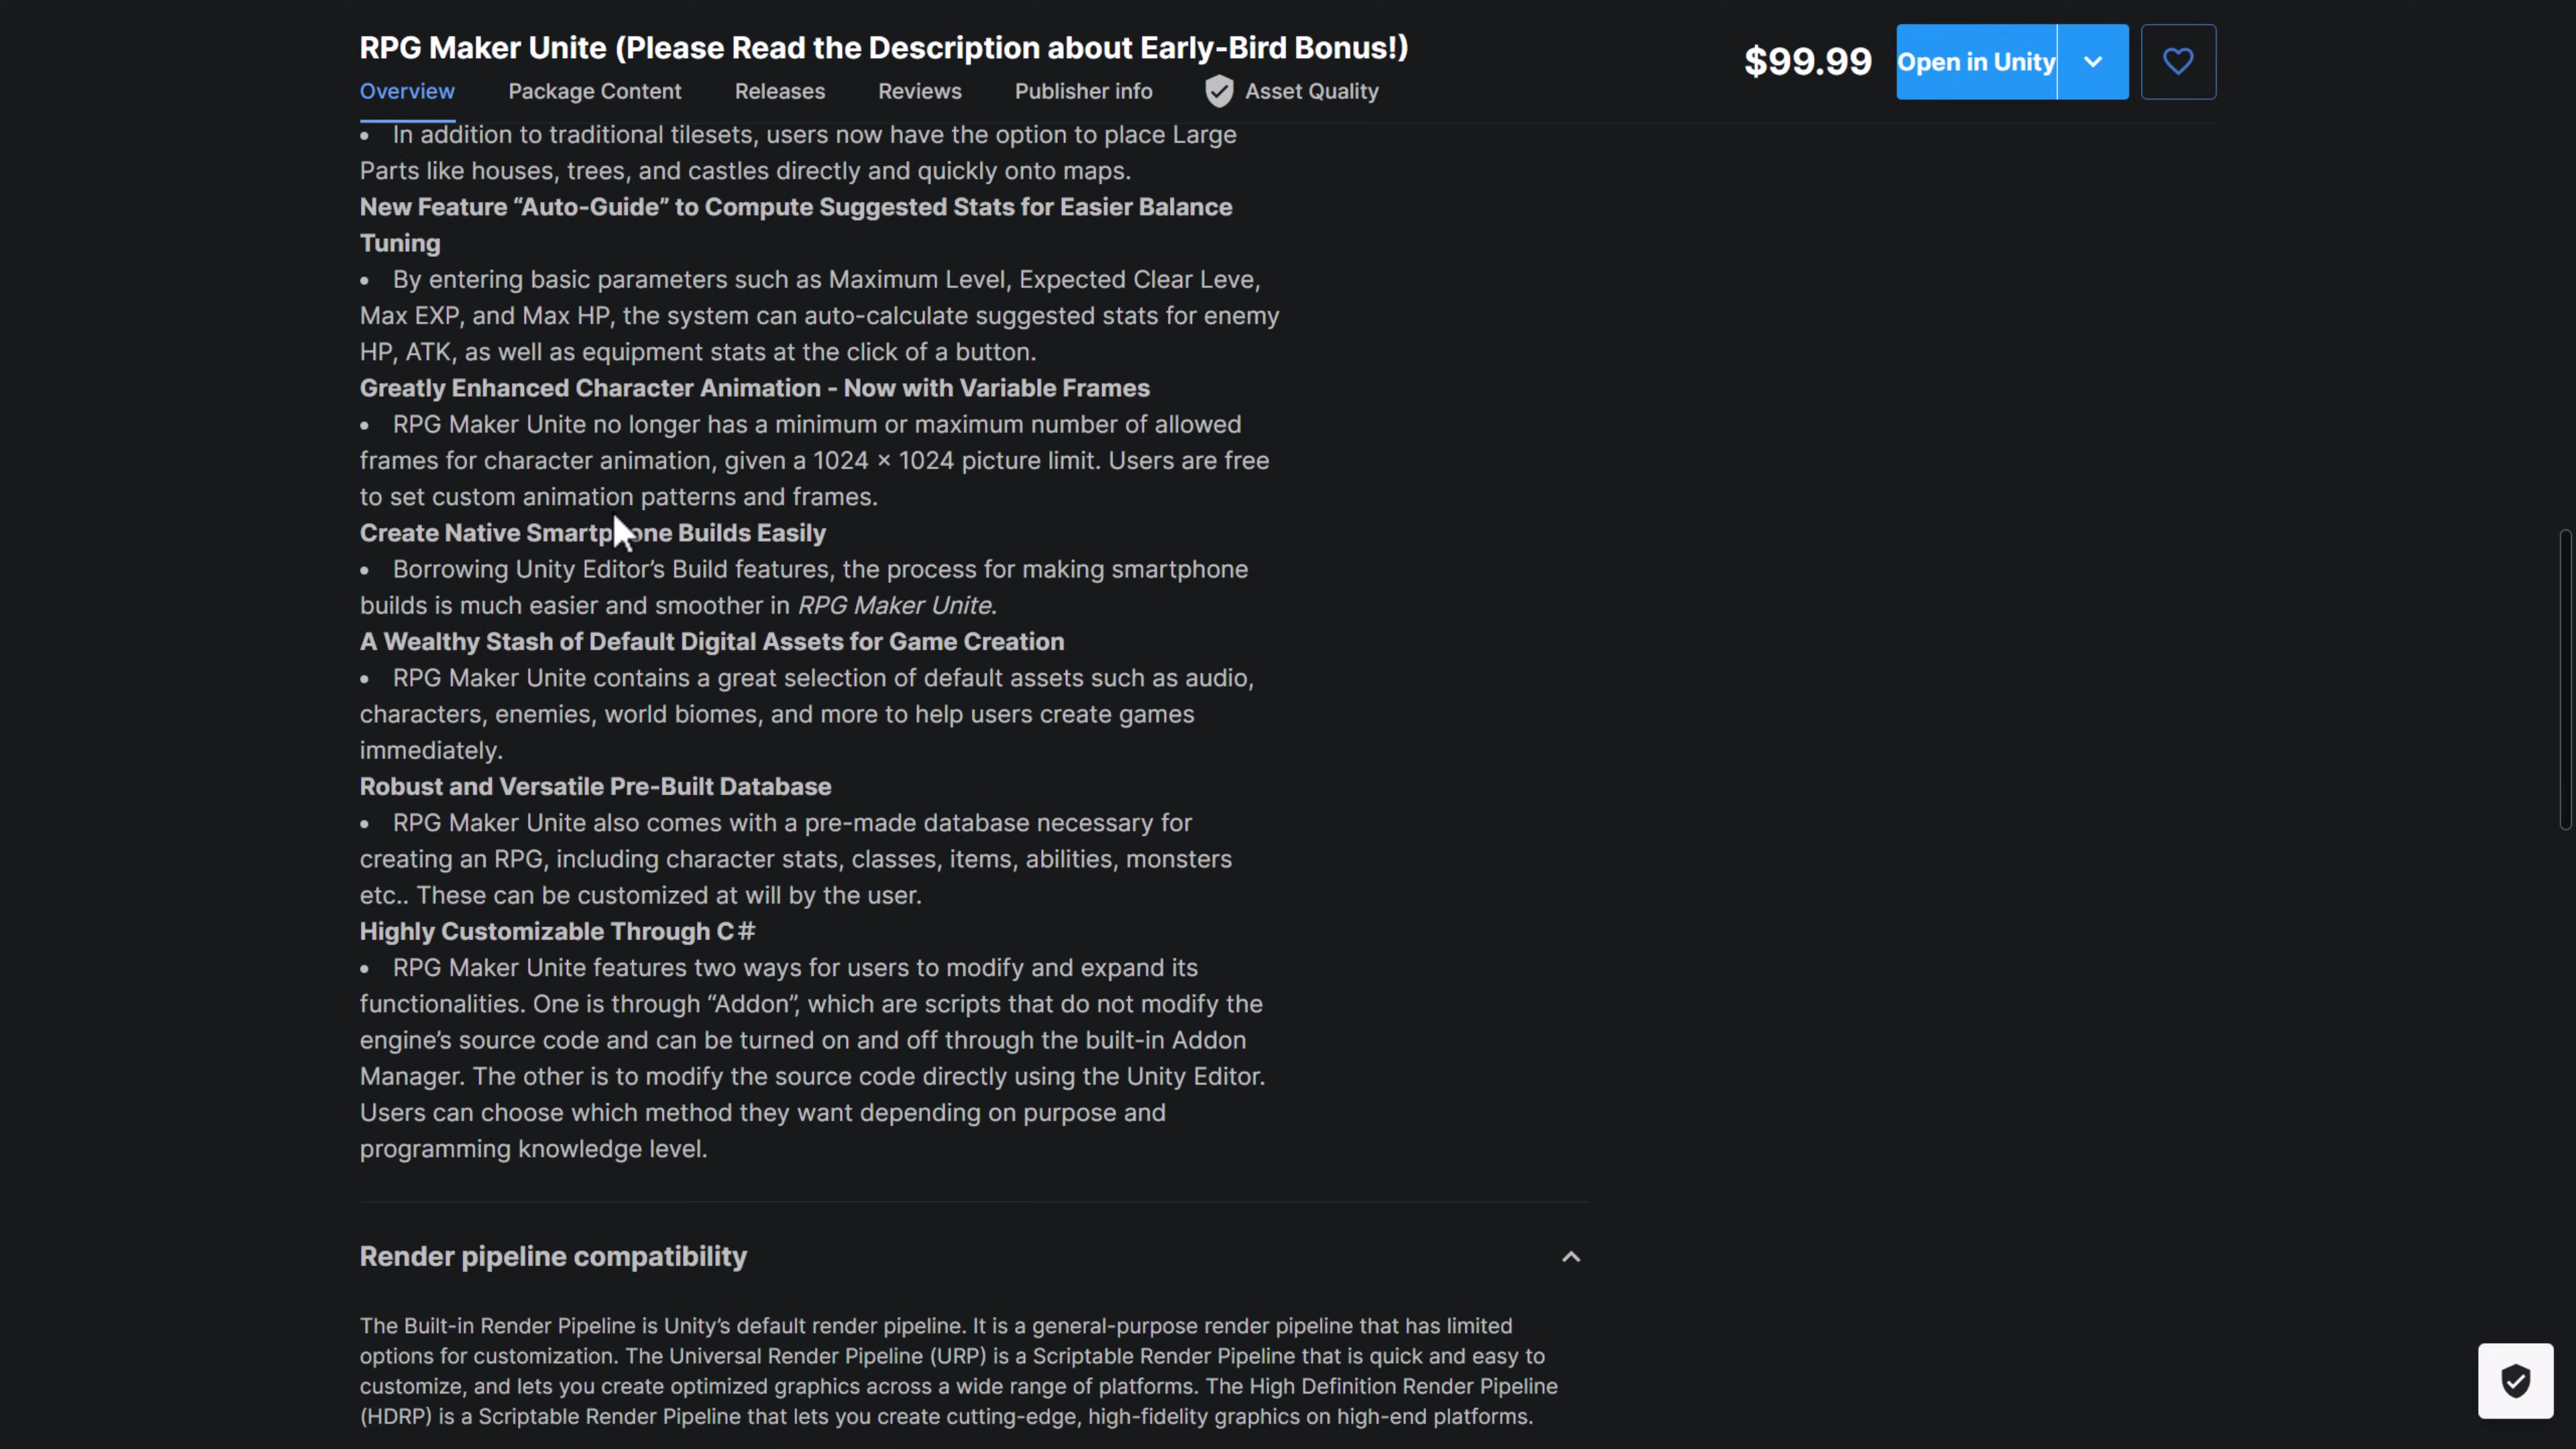 RPG Maker Unite (Please Read the Description about Early-Bird Bonus!)
$99.99
Open in Unity
Overview
Package Content
Releases
Reviews
Publisher info
Asset Quality
• In addition to traditional tilesets, users now have the option to place Large
Parts like houses, trees, and castles directly and quickly onto maps.
New Feature “Auto-Guide” to Compute Suggested Stats for Easier Balance
Tuning
• By entering basic parameters such as Maximum Level, Expected Clear Leve,
Max EXP, and Max HP, the system can auto-calculate suggested stats for enemy
HP, ATK, as well as equipment stats at the click of a button.
Greatly Enhanced Character Animation - Now with Variable Frames
• RPG Maker Unite no longer has a minimum or maximum number of allowed
frames for character animation, given a 1024 × 1024 picture limit. Users are free
to set custom animation patterns and frames.
Create Native Smartphone Builds Easily
• Borrowing Unity Editor’s Build features, the process for making smartphone
builds is much easier and smoother in RPG Maker Unite.
A Wealthy Stash of Default Digital Assets for Game Creation
• RPG Maker Unite contains a great selection of default assets such as audio,
characters, enemies, world biomes, and more to help users create games
immediately.
Robust and Versatile Pre-Built Database
• RPG Maker Unite also comes with a pre-made database necessary for
creating an RPG, including character stats, classes, items, abilities, monsters
etc.. These can be customized at will by the user.
Highly Customizable Through C#
• RPG Maker Unite features two ways for users to modify and expand its
functionalities. One is through “Addon”, which are scripts that do not modify the
engine’s source code and can be turned on and off through the built-in Addon
Manager. The other is to modify the source code directly using the Unity Editor.
Users can choose which method they want depending on purpose and
programming knowledge level.
Render pipeline compatibility
The Built-in Render Pipeline is Unity’s default render pipeline. It is a general-purpose render pipeline that has limited
options for customization. The Universal Render Pipeline (URP) is a Scriptable Render Pipeline that is quick and easy to
customize, and lets you create optimized graphics across a wide range of platforms. The High Definition Render Pipeline
(HDRP) is a Scriptable Render Pipeline that lets you create cutting-edge, high-fidelity graphics on high-end platforms.